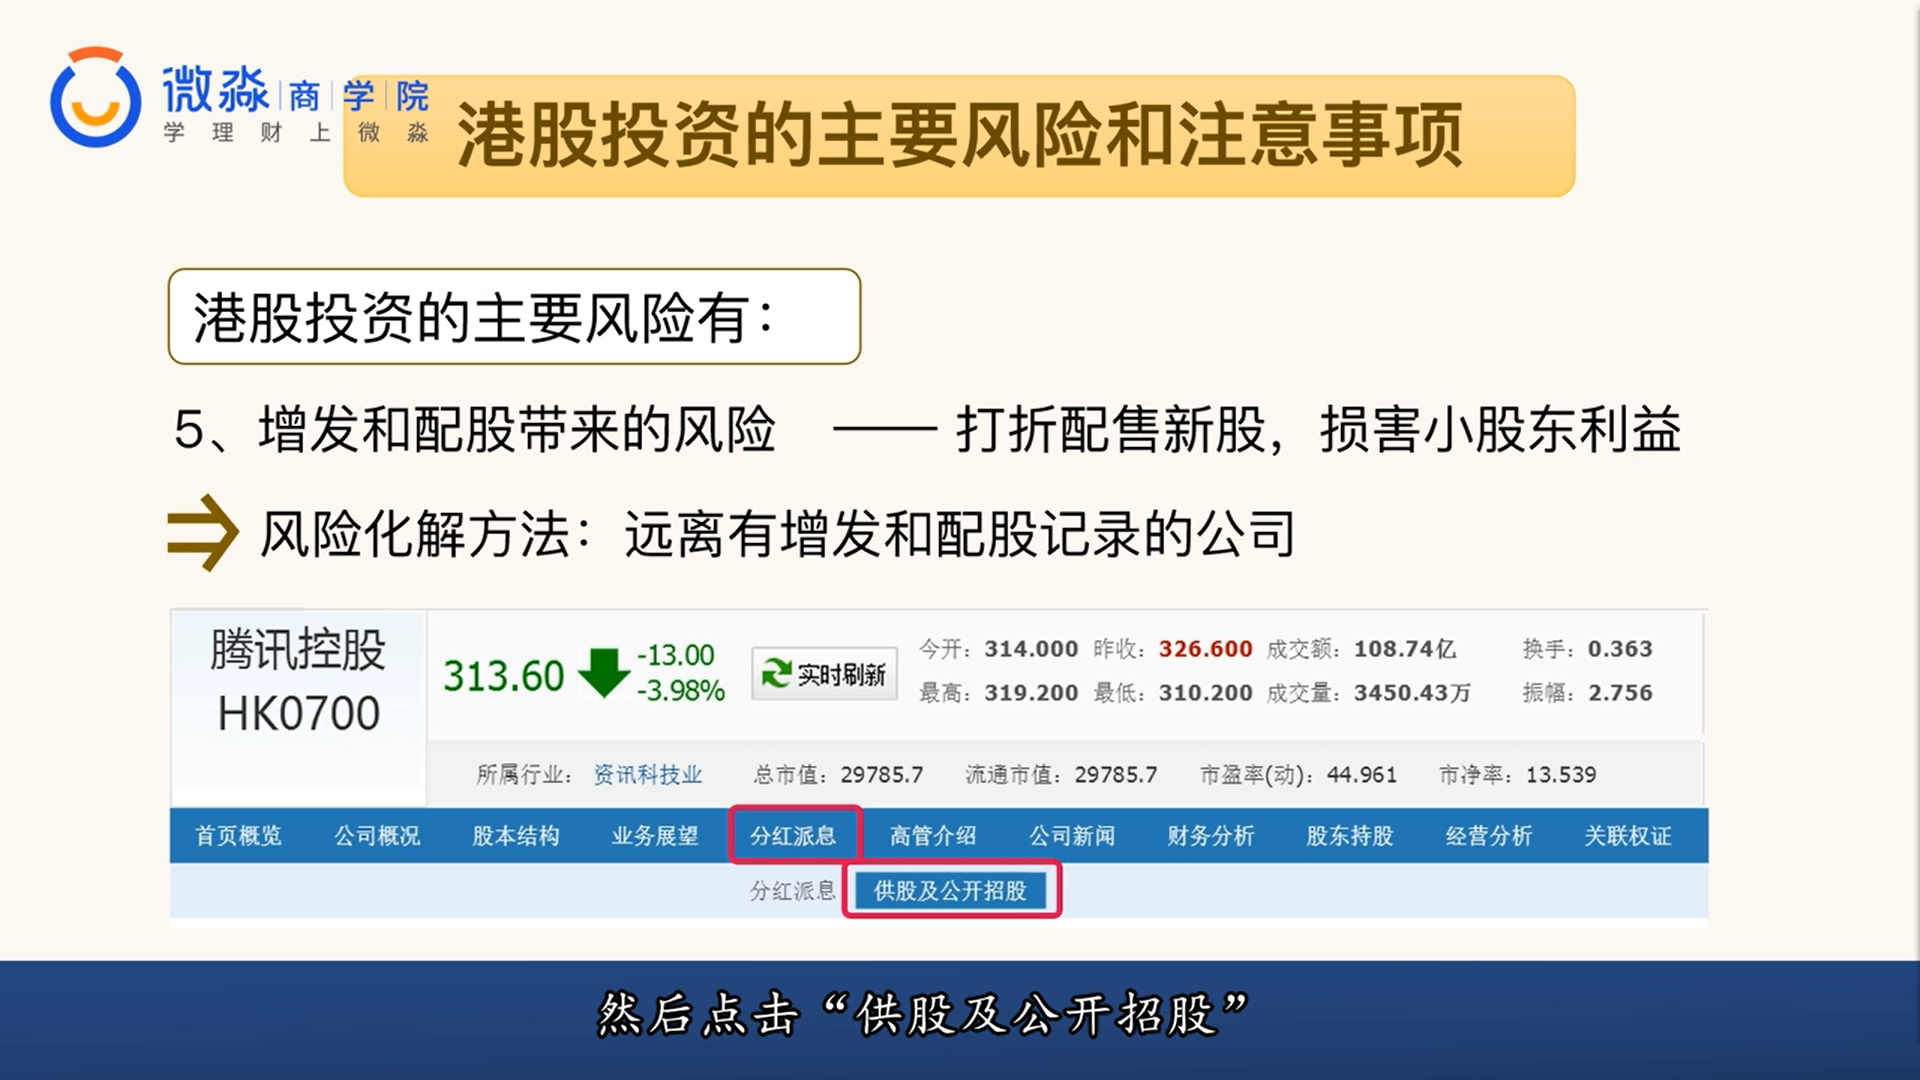 微淼 商 学 院
学 理 财 上 微 淼
港股投资的主要风险和注意事项
港股投资的主要风险有：
5、增发和配股带来的风险 —— 打折配售新股，损害小股东利益
风险化解方法：远离有增发和配股记录的公司
腾讯控股
HK0700
313.60
-13.00
-3.98%
实时刷新
今开：314.000 昨收：326.600 成交额：108.74亿 换手：0.363
最高：319.200 最低：310.200 成交量：3450.43万 振幅：2.756
所属行业： 资讯科技业 总市值：29785.7 流通市值：29785.7 市盈率(动)：44.961 市净率：13.539
首页概览 公司概况 股本结构 业务展望 分红派息 高管介绍 公司新闻 财务分析 股东持股 经营分析 关联权证
分红派息 供股及公开招股
然后点击“供股及公开招股”